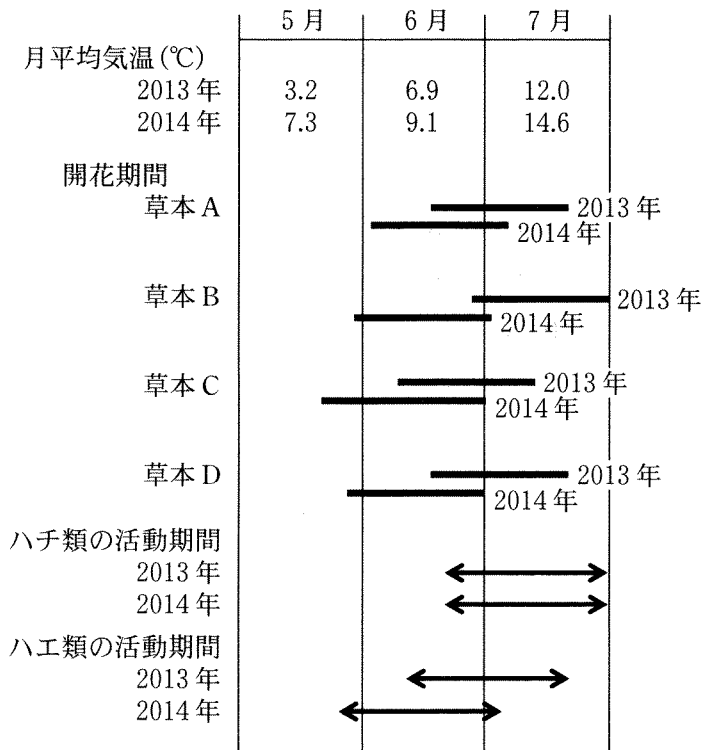 5月 6月 7月
月平均気温(℃)
2013年 3.2 6.9 12.0
2014年 7.3 9.1 14.6
開花期間
草本A 2013年
2014年
草本B 2013年
2014年
草本C 2013年
2014年
草本D 2013年
2014年
ハチ類の活動期間
2013年
2014年
ハエ類の活動期間
2013年
2014年